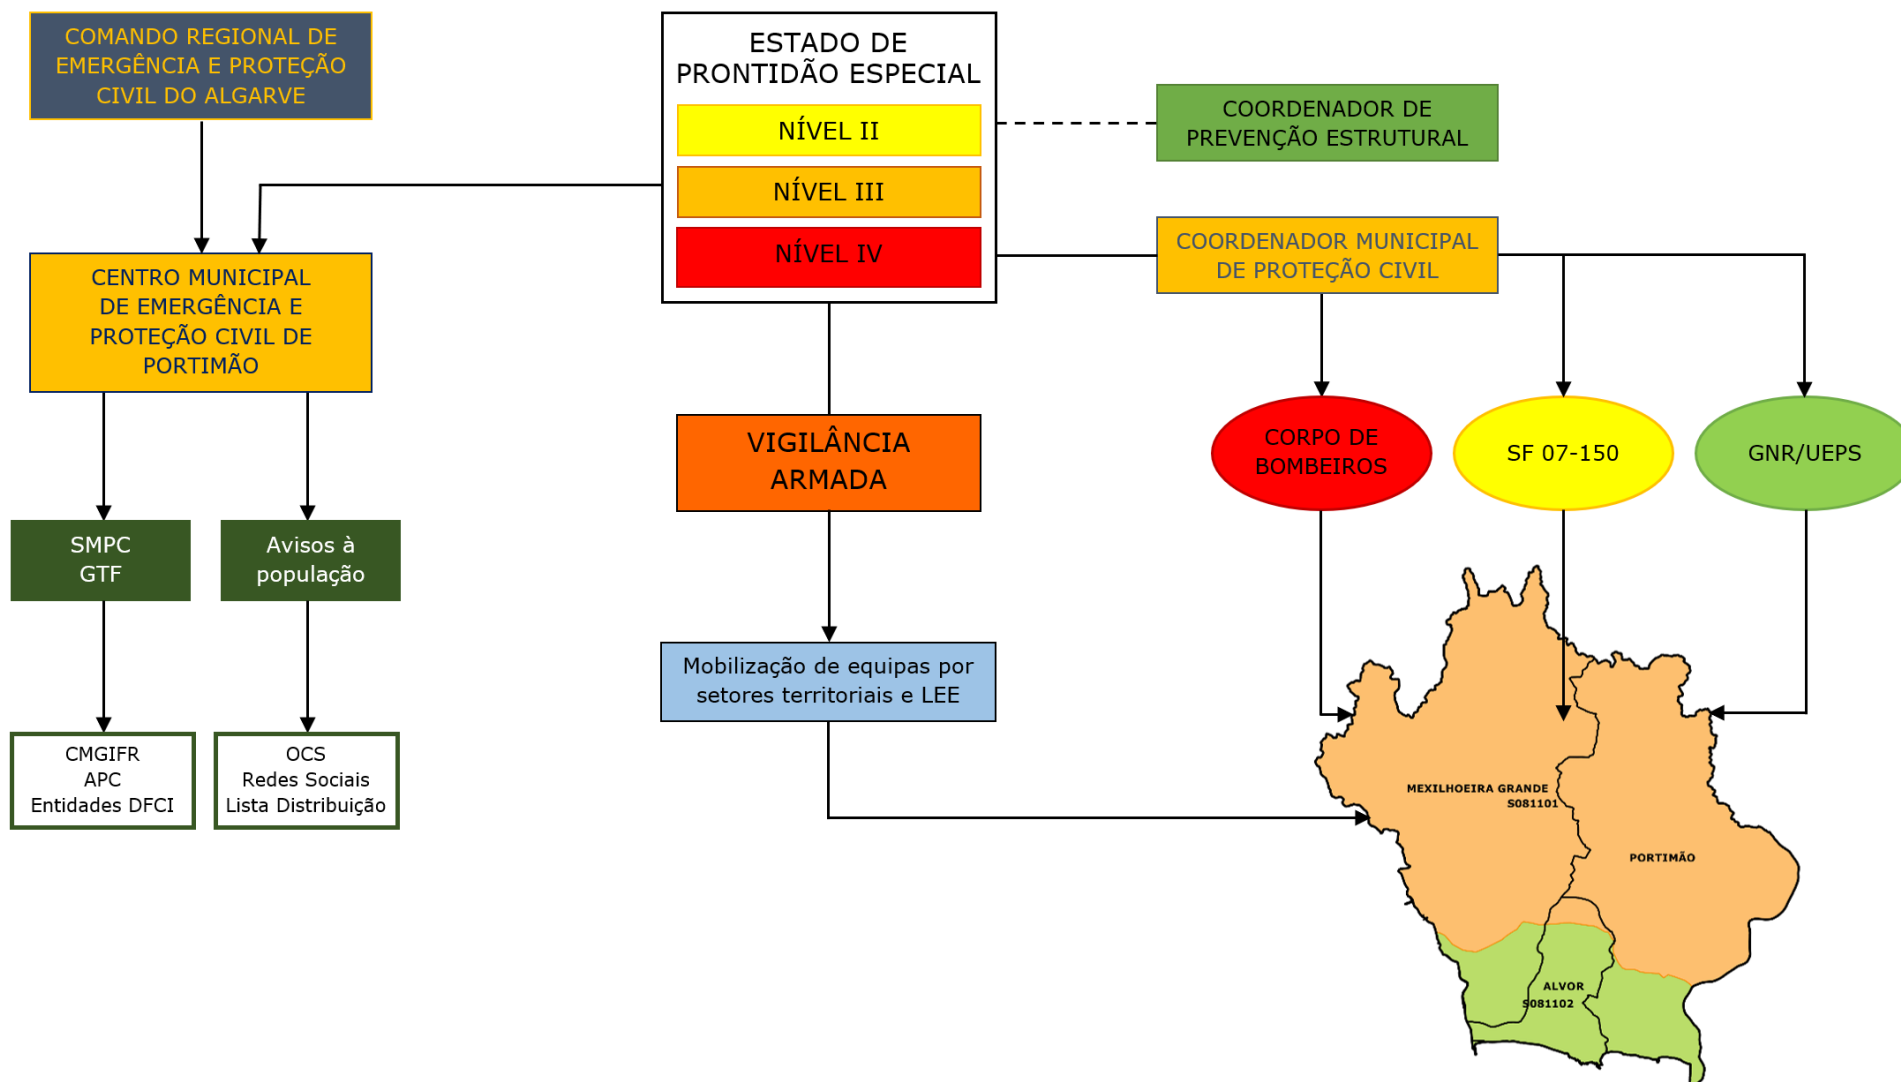 COMANDO REGIONAL DE
EMERGÊNCIA E PROTEÇÃO
CIVIL DO ALGARVE
ESTADO DE
PRONTIDÃO ESPECIAL
NÍVEL II
NÍVEL III
NÍVEL IV
COORDENADOR DE
PREVENÇÃO ESTRUTURAL
COORDENADOR MUNICIPAL
DE PROTEÇÃO CIVIL
CENTRO MUNICIPAL
DE EMERGÊNCIA E
PROTEÇÃO CIVIL DE
PORTIMÃO
VIGILÂNCIA
ARMADA
CORPO DE
BOMBEIROS
SF 07-150
GNR/UEPS
SMPC
GTF
Avisos à
população
Mobilização de equipas por
setores territoriais e LEE
CMGIFR
APC
Entidades DFCI
OCS
Redes Sociais
Lista Distribuição
MEXILHOEIRA GRANDE
S081101
PORTIMÃO
ALVOR
S081102